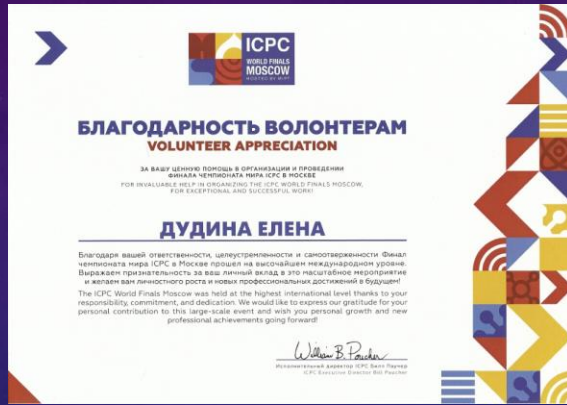 ICPC
WORLD FINALS
MOSCOW
HOSTED BY MIPT
БЛАГОДАРНОСТЬ ВОЛОНТЕРАМ
VOLUNTEER APPRECIATION
ЗА ВАШУ ЦЕННУЮ ПОМОЩЬ В ОРГАНИЗАЦИИ И ПРОВЕДЕНИИ
ФИНАЛА ЧЕМПИОНАТА МИРА ICPC В МОСКВЕ
FOR INVALUABLE HELP IN ORGANIZING THE ICPC WORLD FINALS MOSCOW,
FOR EXCEPTIONAL AND SUCCESSFUL WORK!
ДУДИНА ЕЛЕНА
Благодаря вашей ответственности, целеустремленности и самоотверженности Финал
чемпионата мира ICPC в Москве прошел на высочайшем международном уровне.
Выражаем признательность за ваш личный вклад в это масштабное мероприятие
и желаем вам личностного роста и новых профессиональных достижений в будущем!
The ICPC World Finals Moscow was held at the highest international level thanks to your
responsibility, commitment, and dedication. We would like to express our gratitude for your
personal contribution to this large-scale event and wish you personal growth and new
professional achievements going forward!
William B. Poucher
Исполнительный директор ICPC Билл Паучер
ICPC Executive Director Bill Poucher